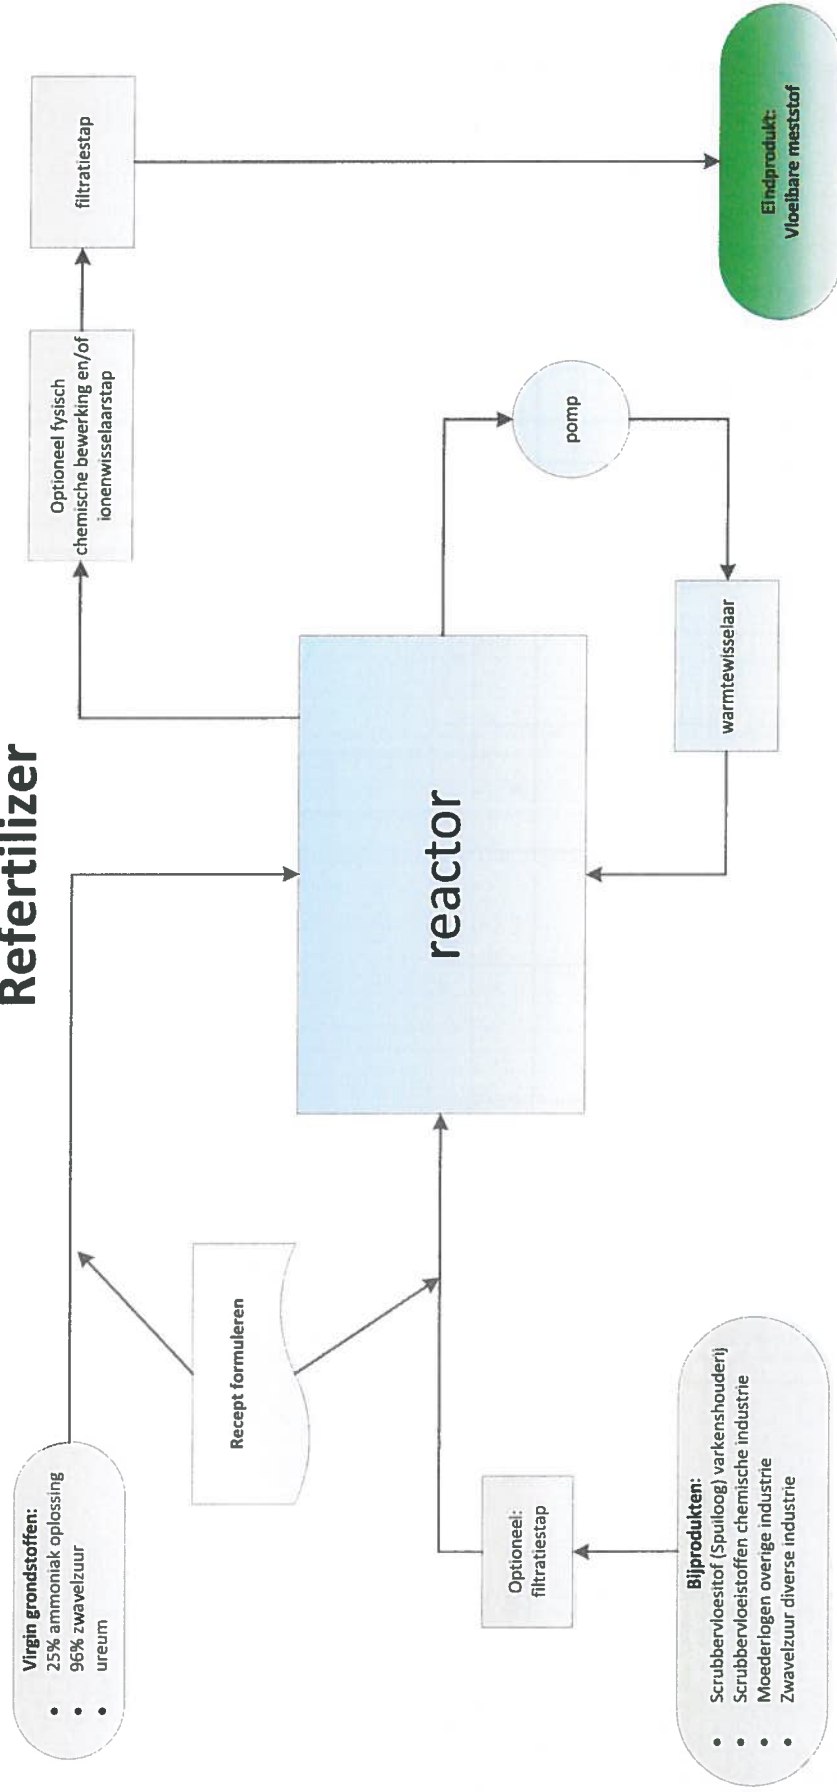 Refertilizer
Virgin grondstoffen:
• 25% ammoniak oplossing
• 96% zwavelzuur
• ureum
Recept formuleren
Optioneel fysisch
chemische bewerking en/of
ionenwisselaarstap
filtratiestap
reactor
pomp
warmtewisselaar
Optioneel:
filtratiestap
Bijprodukten:
• Scrubbervloesitof (Spuiloog) varkenshouderij
• Scrubbervloeistoffen chemische industrie
• Moederlogen overige industrie
• Zwavelzuur diverse industrie
Eindprodukt:
Vloeibare meststof